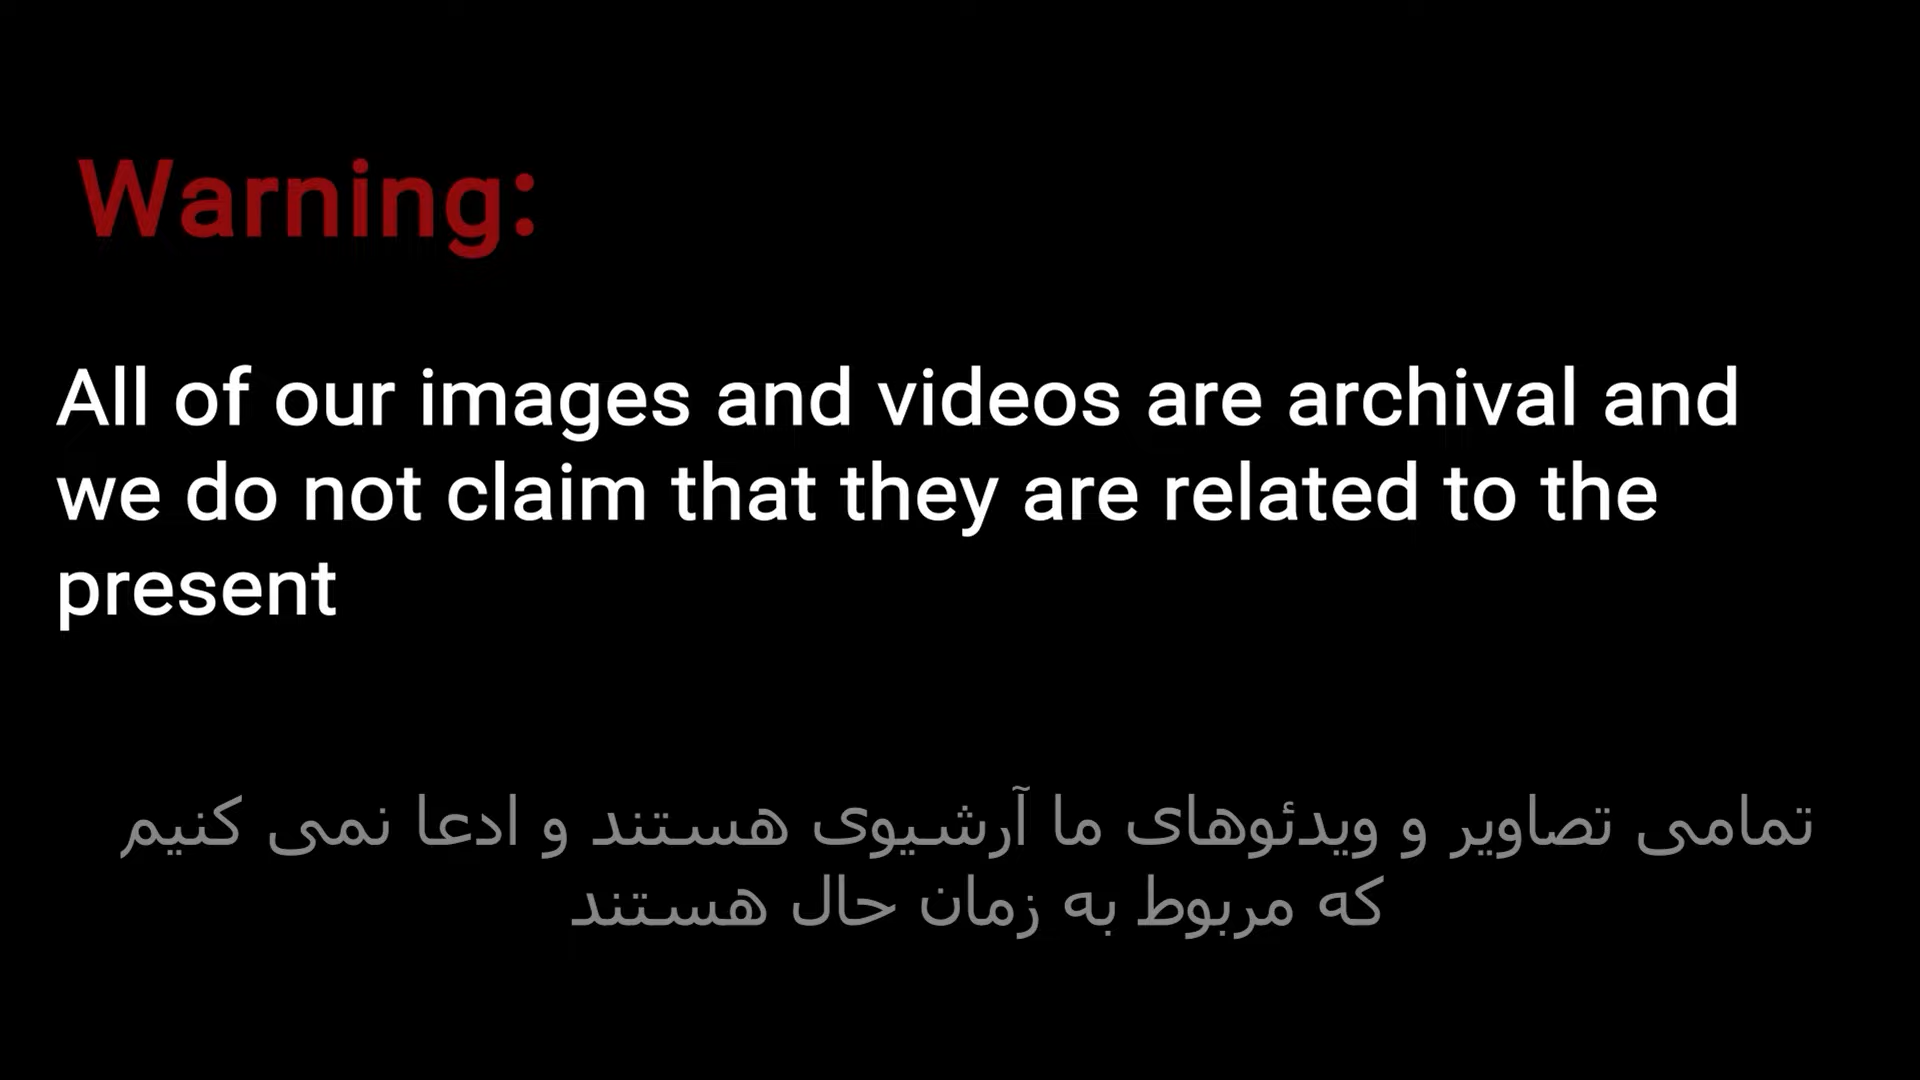 Warning:
All of our images and videos are archival and
we do not claim that they are related to the
present
تمامی تصاویر و ویدئوهای ما آرشیوی هستند و ادعا نمی کنیم
که مربوط به زمان حال هستند